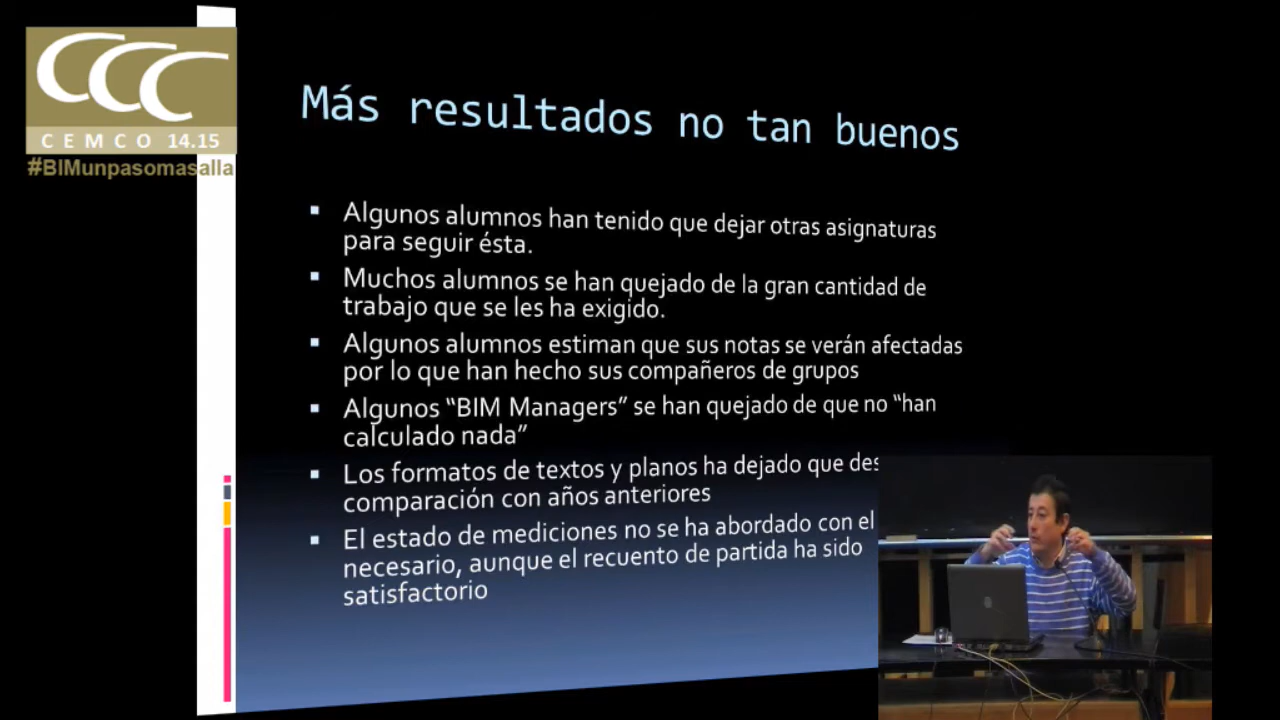 CCC
CEMCO 14.15
#BIMunpasomasalla
Más resultados no tan buenos
Algunos alumnos han tenido que dejar otras asignaturas
para seguir ésta.
Muchos alumnos se han quejado de la gran cantidad de
trabajo que se les ha exigido.
Algunos alumnos estiman que sus notas se verán afectadas
por lo que han hecho sus compañeros de grupos
Algunos “BIM Managers” se han quejado de que no “han
calculado nada”
Los formatos de textos y planos ha dejado que
comparación con años anteriores
El estado de mediciones no se ha abordado con el
necesario, aunque el recuento de partida ha sido
satisfactorio